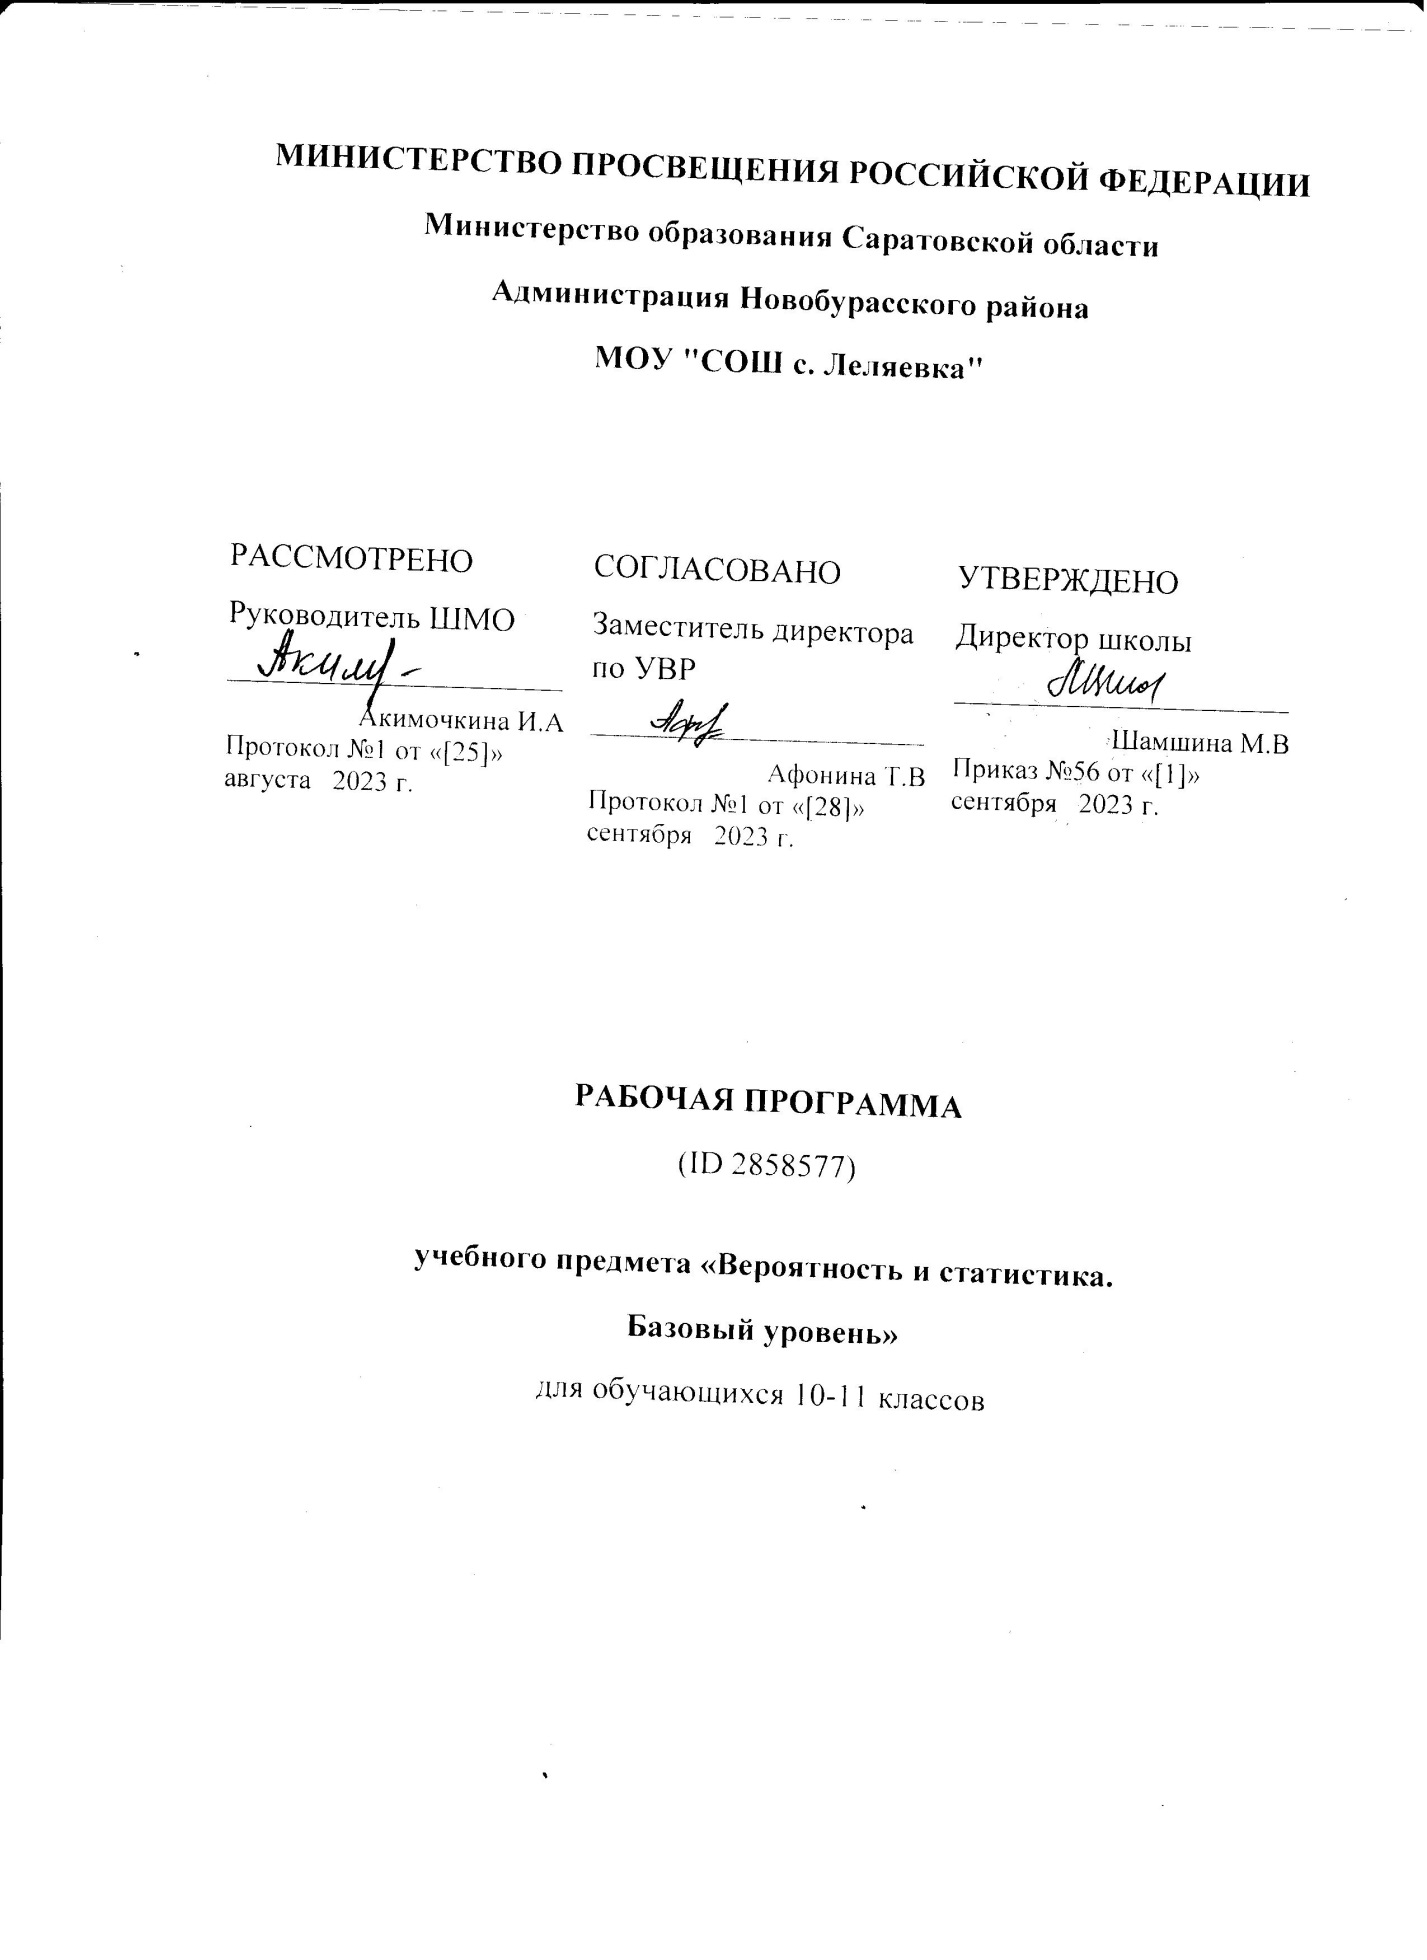 МИНИСТЕРСТВО ПРОСВЕЩЕНИЯ РОССИЙСКОЙ ФЕДЕРАЦИИ
Министерство образования Саратовской области
Администрация Новобурасского района
МОУ "СОШ с. Леляевка"
РАССМОТРЕНО
Руководитель ШМО
Аким
Акимочкина И.А
Протокол №1 от «[25]»
августа 2023 г.
СОГЛАСОВАНО
Заместитель директора
по УВР
Афонина Т.В
Протокол №1 от «[28]»
сентября 2023 г.
УТВЕРЖДЕНО
Директор школы
Шамшина М.В
Приказ №56 от «[1]»
сентября 2023 г.
РАБОЧАЯ ПРОГРАММА
(ID 2858577)
учебного предмета «Вероятность и статистика.
Базовый уровень»
для обучающихся 10-11 классов